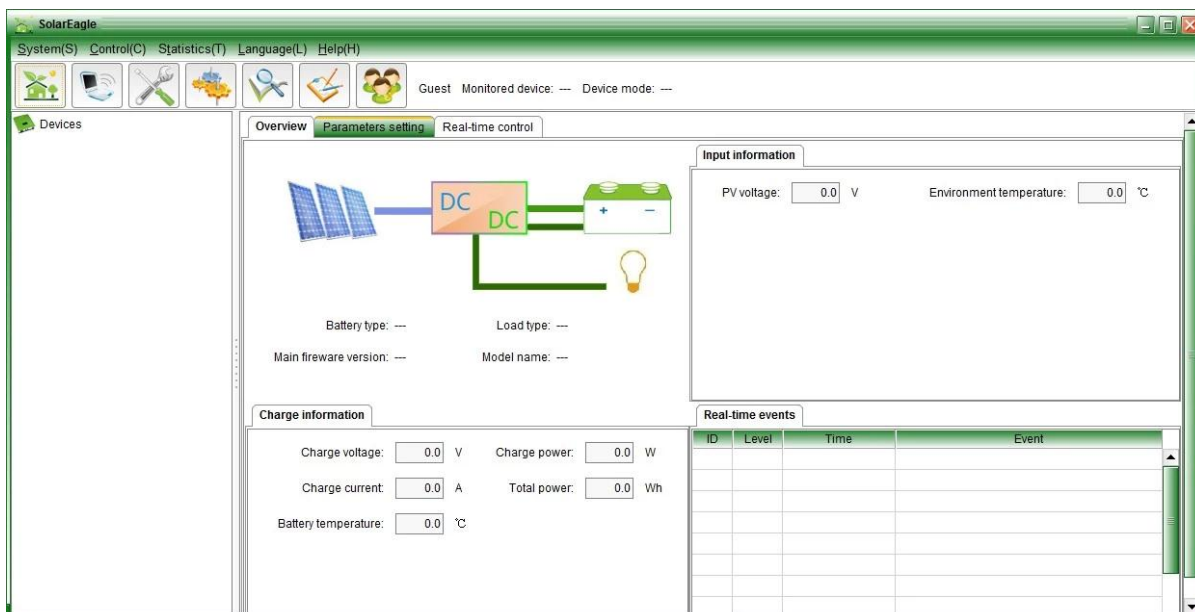 SolarEagle
System(S) Control(C) Statistics(T) Language(L) Help(H)
Guest Monitored device: --- Device mode: ---
Devices
Overview Parameters setting Real-time control
DC
DC
+ −
Battery type: --- Load type: ---
Main fireware version: --- Model name: ---
Input information
PV voltage: 0.0 V Environment temperature: 0.0 ℃
Charge information
Charge voltage: 0.0 V Charge power: 0.0 W
Charge current: 0.0 A Total power: 0.0 Wh
Battery temperature: 0.0 ℃
Real-time events
ID Level Time Event